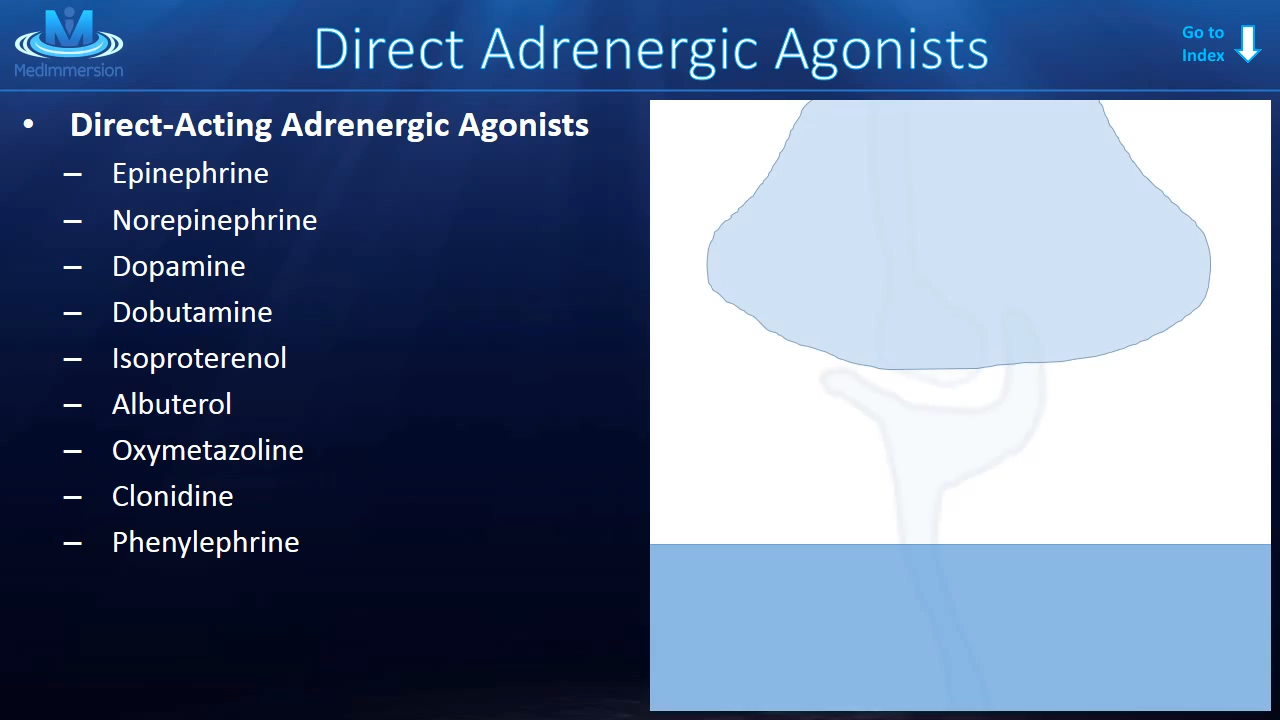 MedImmersion
Direct Adrenergic Agonists
Go to
Index
• Direct-Acting Adrenergic Agonists
– Epinephrine
– Norepinephrine
– Dopamine
– Dobutamine
– Isoproterenol
– Albuterol
– Oxymetazoline
– Clonidine
– Phenylephrine